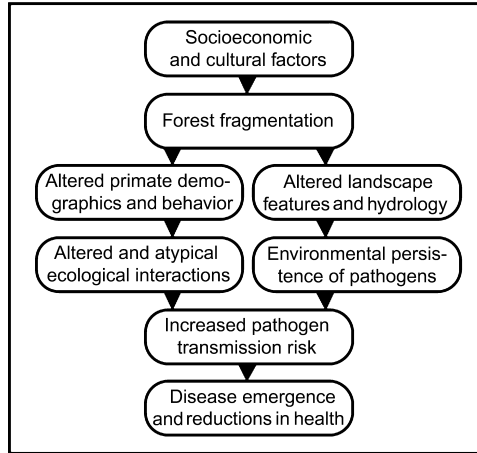 Socioeconomic
and cultural factors
Forest fragmentation
Altered primate demo-
graphics and behavior
Altered landscape
features and hydrology
Altered and atypical
ecological interactions
Environmental persis-
tence of pathogens
Increased pathogen
transmission risk
Disease emergence
and reductions in health